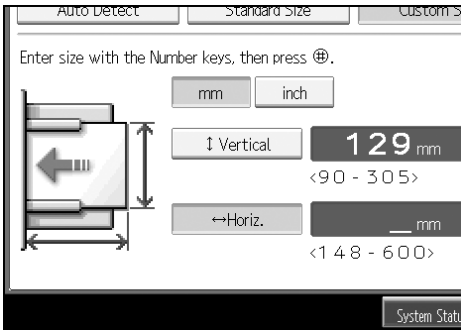 Auto Detect Standard Size Custom S
Enter size with the Number keys, then press ⊕.
mm inch
↕ Vertical 129 mm
<90 - 305>
↔Horiz. __ mm
<148 - 600>
System Statu